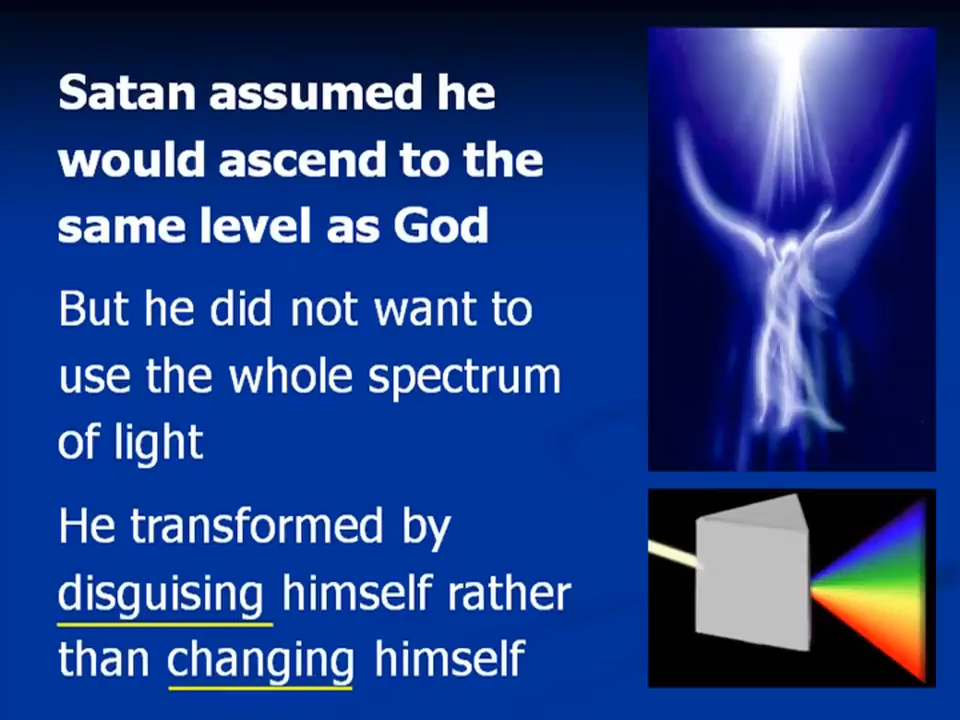 Satan assumed he
would ascend to the
same level as God
But he did not want to
use the whole spectrum
of light
He transformed by
disguising himself rather
than changing himself